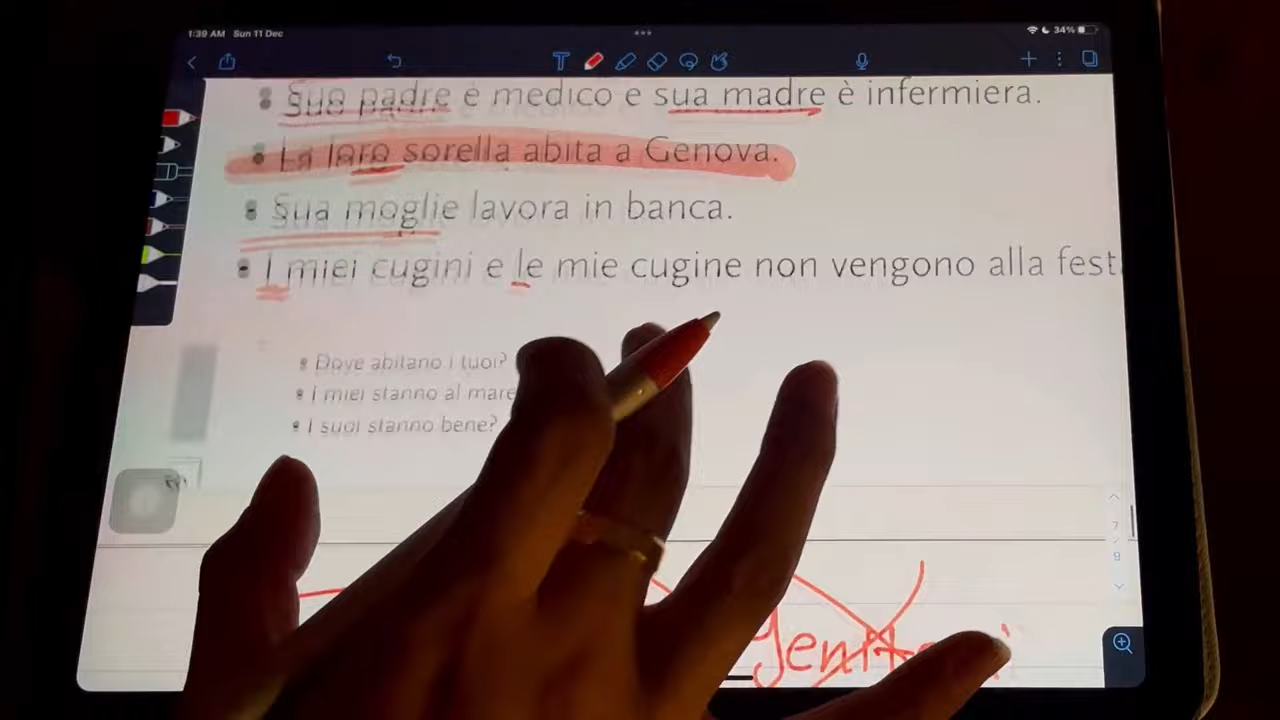 1:39 AM Sun 11 Dec
34%
Suo padre è medico e sua madre è infermiera.
La loro sorella abita a Genova.
Sua moglie lavora in banca.
I miei cugini e le mie cugine non vengono alla fest
Dove abitano i tuoi?
I miei stanno al mare
I suoi stanno bene?
7
9